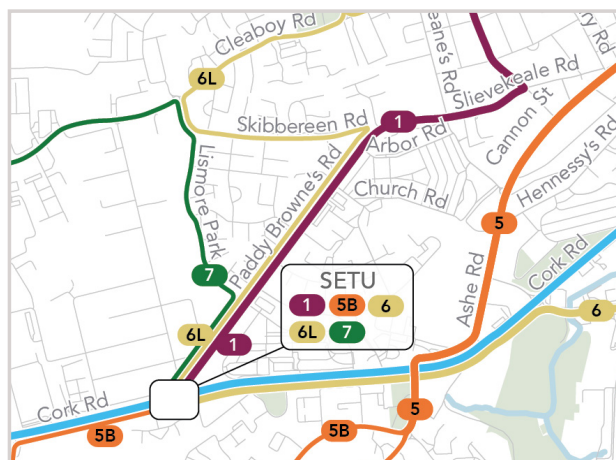 Cleaboy Rd
eane's Rd
ry Rd
6L
Slievekeale Rd
Skibbereen Rd
1
Arbor Rd
Cannon St
Hennessy's Rd
Lismore Park
Paddy Browne's Rd
Church Rd
5
7
SETU
1 5B 6
6L 7
Ashe Rd
Cork Rd
6
6L
1
Cork Rd
5B
5B
5